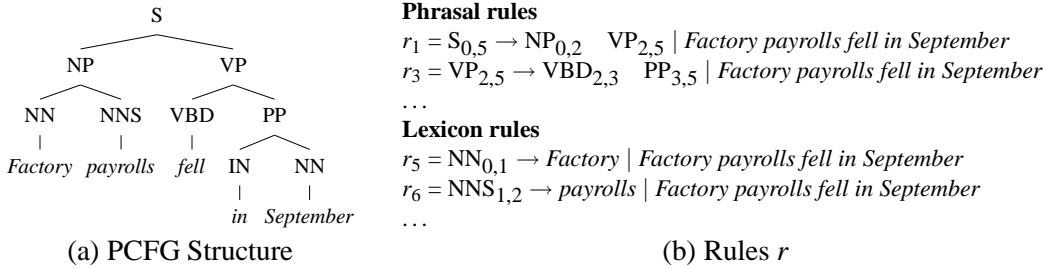 S
NP VP
NN NNS VBD PP
Factory payrolls fell IN NN
in September
(a) PCFG Structure
Phrasal rules
r1 = S0,5 → NP0,2 VP2,5 | Factory payrolls fell in September
r3 = VP2,5 → VBD2,3 PP3,5 | Factory payrolls fell in September
...
Lexicon rules
r5 = NN0,1 → Factory | Factory payrolls fell in September
r6 = NNS1,2 → payrolls | Factory payrolls fell in September
...
(b) Rules r